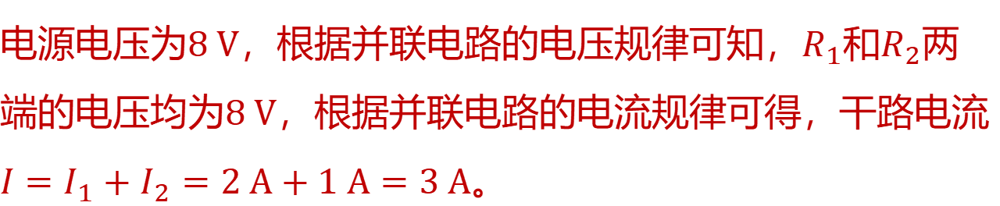 电源电压为8 V，根据并联电路的电压规律可知，R₁和R₂两
端的电压均为8 V，根据并联电路的电流规律可得，干路电流
I = I₁ + I₂ = 2 A + 1 A = 3 A。